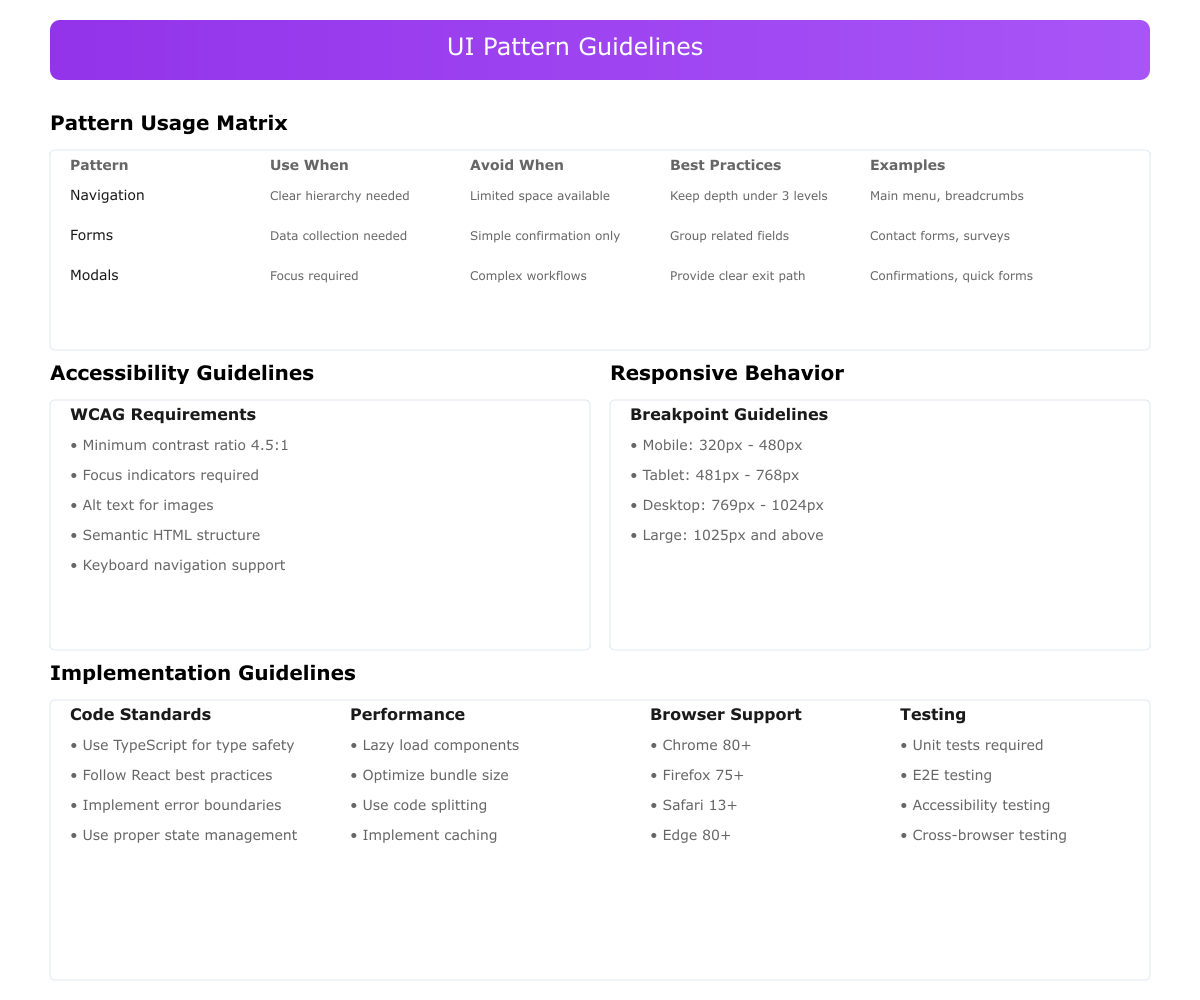 UI Pattern Guidelines
Pattern Usage Matrix
Pattern Use When Avoid When Best Practices Examples
Navigation Clear hierarchy needed Limited space available Keep depth under 3 levels Main menu, breadcrumbs
Forms Data collection needed Simple confirmation only Group related fields Contact forms, surveys
Modals Focus required Complex workflows Provide clear exit path Confirmations, quick forms
Accessibility Guidelines
WCAG Requirements
• Minimum contrast ratio 4.5:1
• Focus indicators required
• Alt text for images
• Semantic HTML structure
• Keyboard navigation support
Responsive Behavior
Breakpoint Guidelines
• Mobile: 320px - 480px
• Tablet: 481px - 768px
• Desktop: 769px - 1024px
• Large: 1025px and above
Implementation Guidelines
Code Standards
• Use TypeScript for type safety
• Follow React best practices
• Implement error boundaries
• Use proper state management
Performance
• Lazy load components
• Optimize bundle size
• Use code splitting
• Implement caching
Browser Support
• Chrome 80+
• Firefox 75+
• Safari 13+
• Edge 80+
Testing
• Unit tests required
• E2E testing
• Accessibility testing
• Cross-browser testing